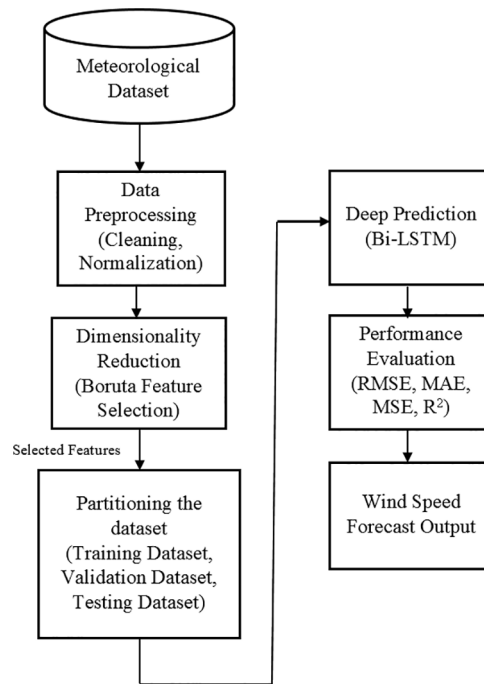 Meteorological
Dataset
Data
Preprocessing
(Cleaning,
Normalization)
Dimensionality
Reduction
(Boruta Feature
Selection)
Selected Features
Partitioning the
dataset
(Training Dataset,
Validation Dataset,
Testing Dataset)
Deep Prediction
(Bi-LSTM)
Performance
Evaluation
(RMSE, MAE,
MSE, R²)
Wind Speed
Forecast Output